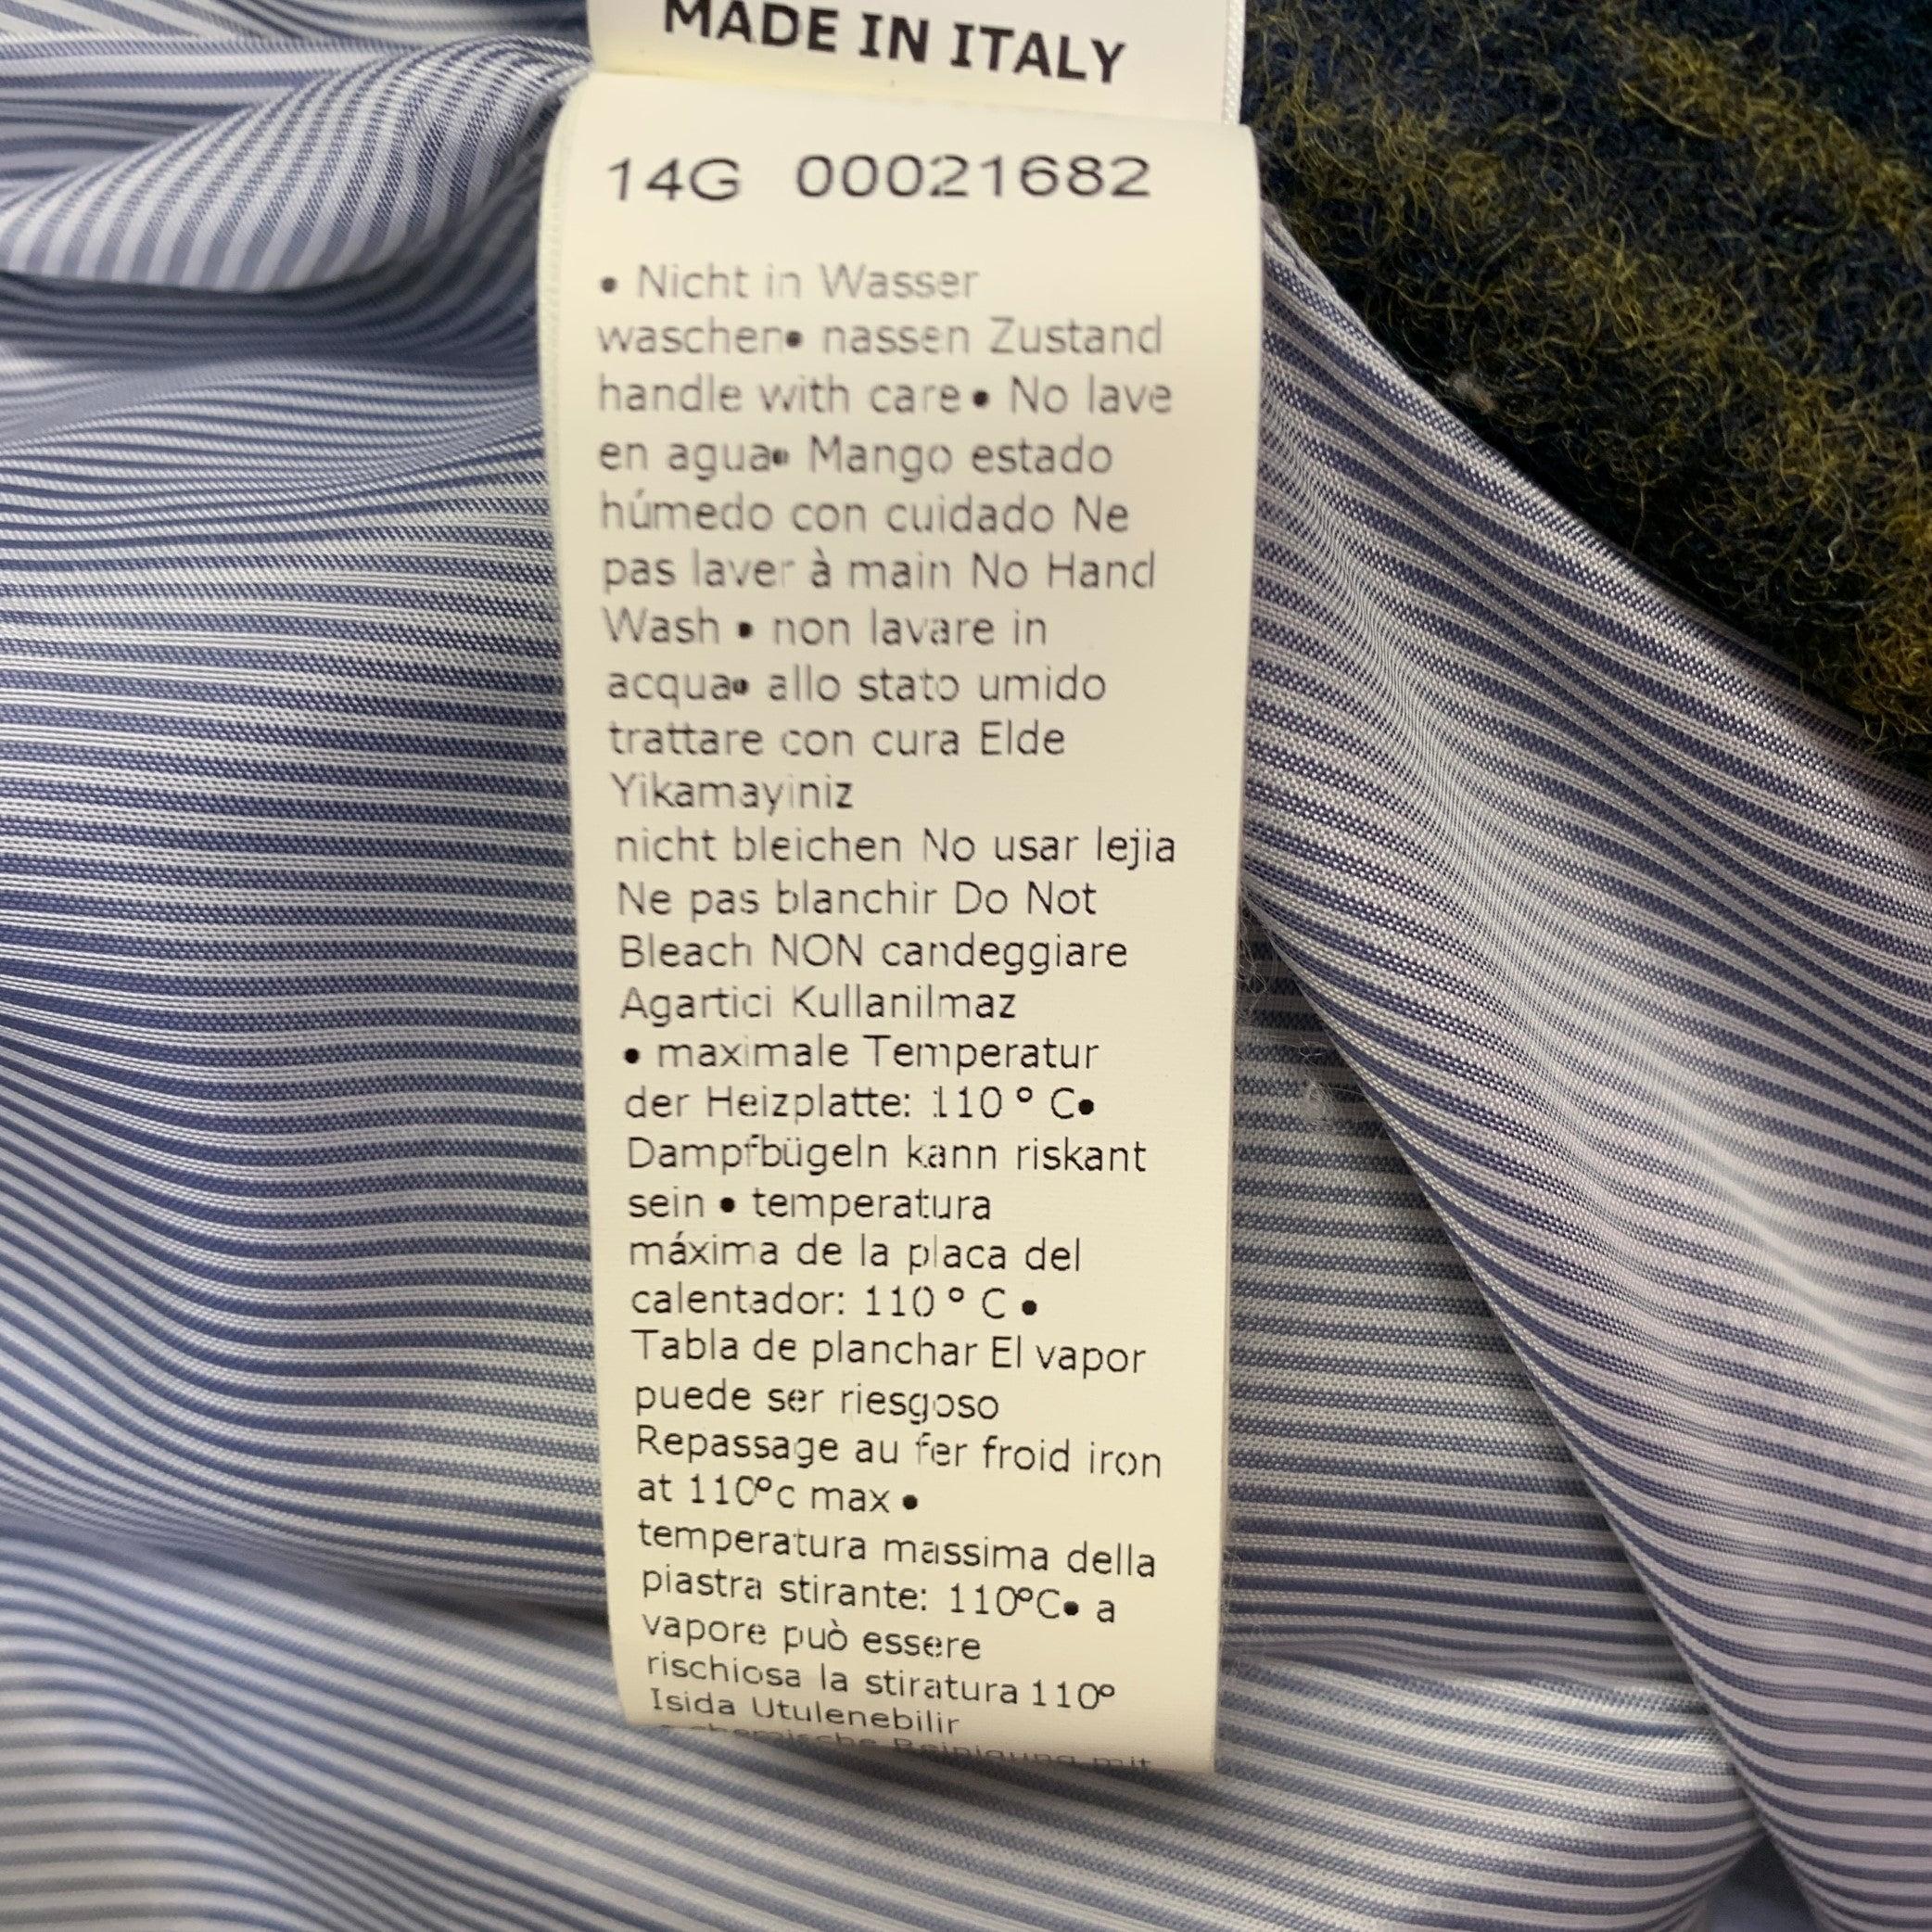 MADE IN ITALY
14G 00021682
• Nicht in Wasser
waschen• nassen Zustand
handle with care • No lave
en agua• Mango estado
húmedo con cuidado Ne
pas laver à main No Hand
Wash • non lavare in
acqua• allo stato umido
trattare con cura Elde
Yikamayiniz
nicht bleichen No usar lejia
Ne pas blanchir Do Not
Bleach NON candeggiare
Agartici Kullanilmaz
• maximale Temperatur
der Heizplatte: 110 ° C•
Dampfbügeln kann riskant
sein • temperatura
máxima de la placa del
calentador: 110 ° C •
Tabla de planchar El vapor
puede ser riesgoso
Repassage au fer froid iron
at 110°c max •
temperatura massima della
piastra stirante: 110°C• a
vapore può essere
rischiosa la stiratura 110°
Isida Utulenebilir
• chemische Reinigung mit